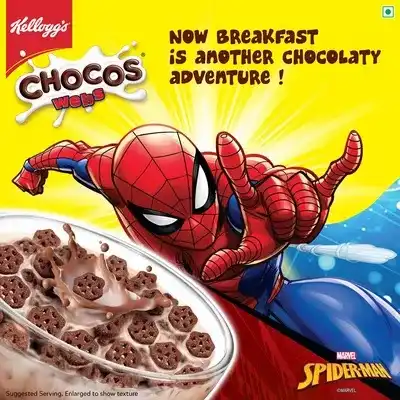 Kellogg's
CHOCOS
Webs
NOW BREAKFAST
IS ANOTHER CHOCOLATY
ADVENTURE !
MARVEL
SPIDER-MAN
©MARVEL
Suggested Serving. Enlarged to show texture